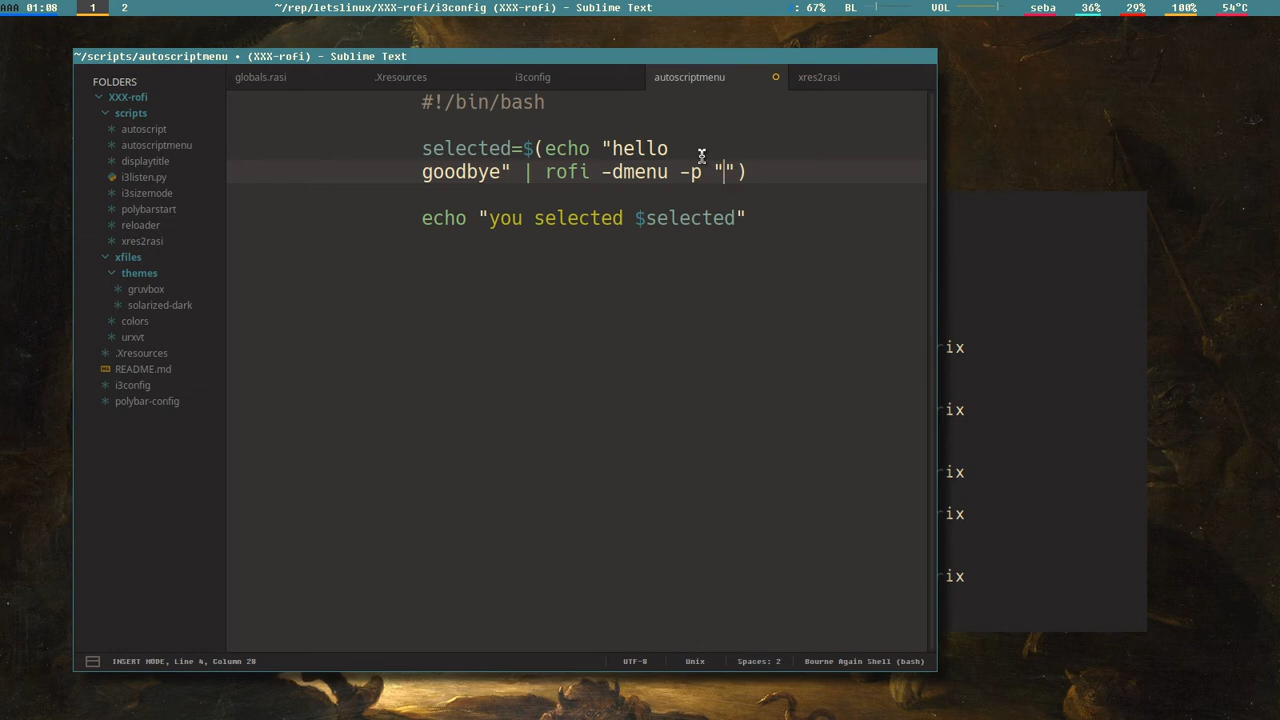 AAA 01:08 1 2 ~/rep/letslinux/XXX-rofi/i3config (XXX-rofi) - Sublime Text : 67% BL VOL seba 36% 29% 100% 54°C
~/scripts/autoscriptmenu • (XXX-rofi) - Sublime Text
globals.rasi .Xresources i3config autoscriptmenu xres2rasi
FOLDERS
XXX-rofi
scripts
autoscript
autoscriptmenu
displaytitle
i3listen.py
i3sizemode
polybarstart
reloader
xres2rasi
xfiles
themes
gruvbox
solarized-dark
colors
urxvt
.Xresources
README.md
i3config
polybar-config
#!/bin/bash
selected=$(echo "hello
goodbye" | rofi -dmenu -p "")
echo "you selected $selected"
ix
ix
ix
ix
ix
INSERT MODE, Line 4, Column 28 UTF-8 Unix Spaces: 2 Bourne Again Shell (bash)